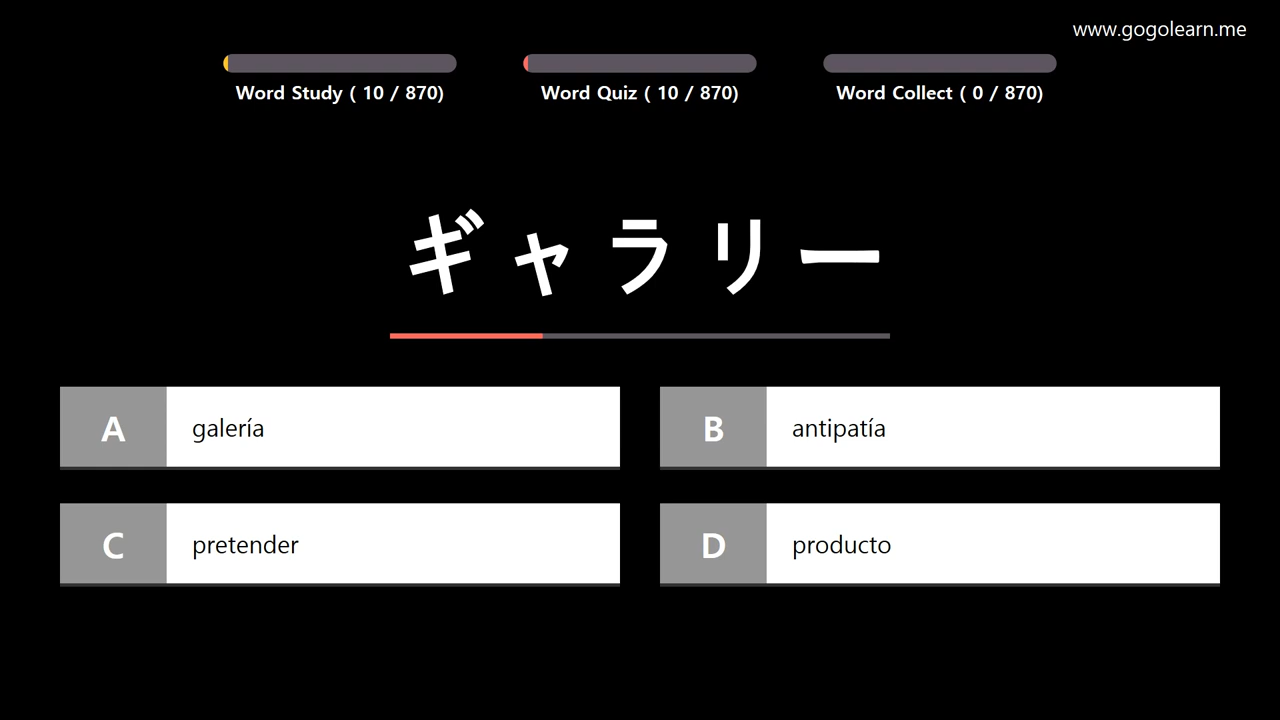 www.gogolearn.me
Word Study ( 10 / 870)
Word Quiz ( 10 / 870)
Word Collect ( 0 / 870)
ギャラリー
A galería
B antipatía
C pretender
D producto